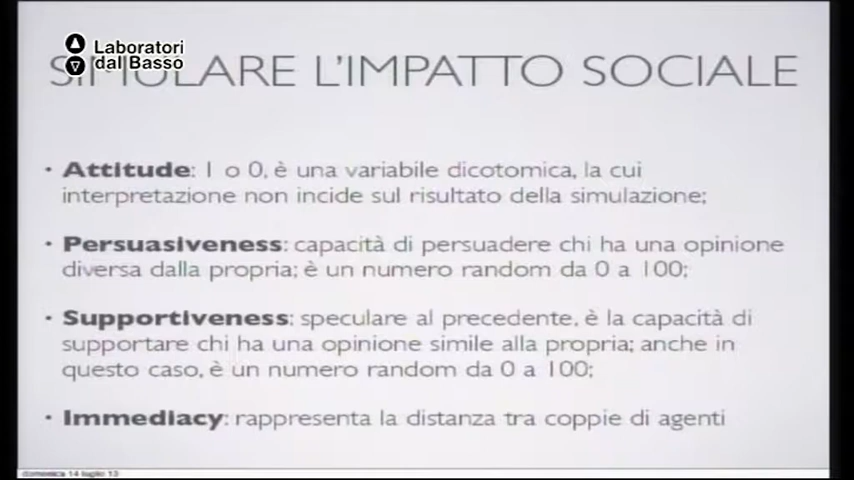 Laboratori
dal Basso
SIMULARE L'IMPATTO SOCIALE
• Attitude: 1 o 0, è una variabile dicotomica, la cui
interpretazione non incide sul risultato della simulazione;
• Persuasiveness: capacità di persuadere chi ha una opinione
diversa dalla propria; è un numero random da 0 a 100;
• Supportiveness: speculare al precedente, è la capacità di
supportare chi ha una opinione simile alla propria; anche in
questo caso, è un numero random da 0 a 100;
• Immediacy: rappresenta la distanza tra coppie di agenti
domenica 14 luglio 13